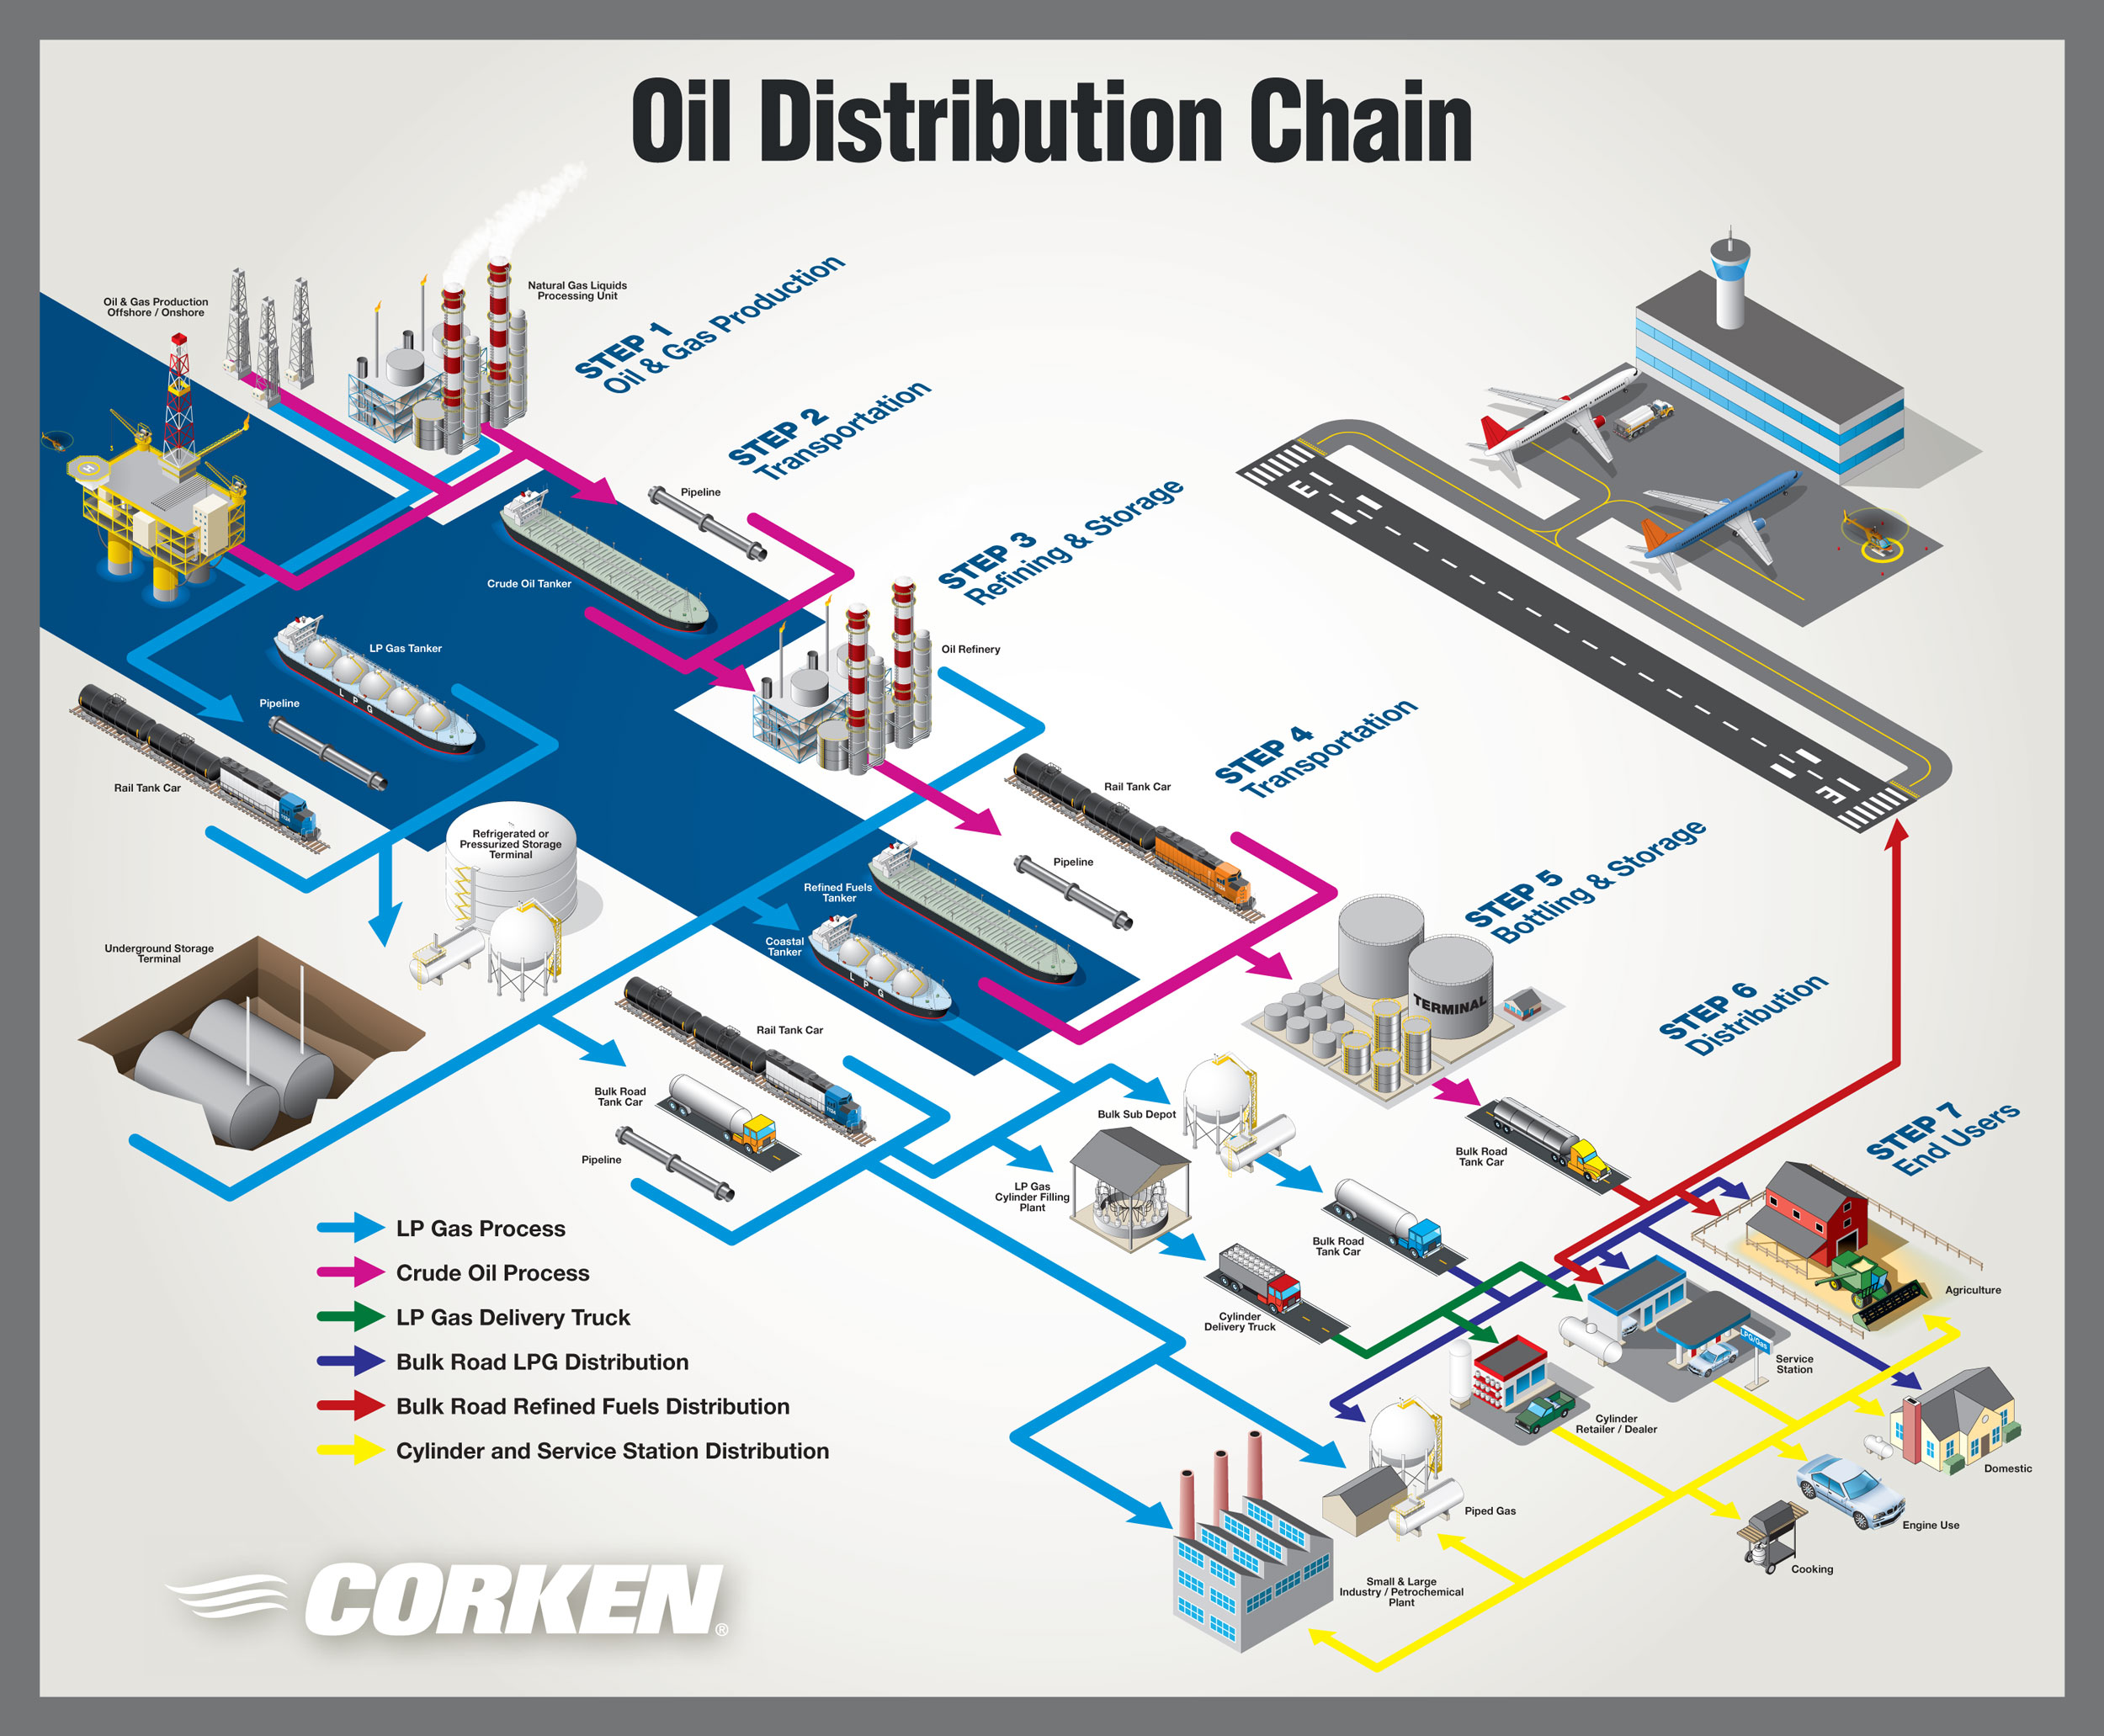 Oil Distribution Chain
Oil & Gas Production
Offshore / Onshore
Natural Gas Liquids
Processing Unit
STEP 1
Oil & Gas Production
STEP 2
Transportation
Pipeline
Crude Oil Tanker
STEP 3
Refining & Storage
H
E
LP Gas Tanker
L P G
Pipeline
Rail Tank Car
Oil Refinery
STEP 4
Transportation
Rail Tank Car
Pipeline
E
Refrigerated or
Pressurized Storage
Terminal
Refined Fuels
Tanker
Coastal
Tanker
L P G
STEP 5
Bottling & Storage
TERMINAL
Underground Storage
Terminal
Rail Tank Car
Bulk Road
Tank Car
Pipeline
STEP 6
Distribution
Bulk Sub Depot
LP Gas
Cylinder Filling
Plant
Bulk Road
Tank Car
STEP 7
End Users
Bulk Road
Tank Car
Cylinder
Delivery Truck
Agriculture
LPG/Gas
Service
Station
Cylinder
Retailer / Dealer
Domestic
Piped Gas
Engine Use
Cooking
Small & Large
Industry / Petrochemical
Plant
LP Gas Process
Crude Oil Process
LP Gas Delivery Truck
Bulk Road LPG Distribution
Bulk Road Refined Fuels Distribution
Cylinder and Service Station Distribution
CORKEN®